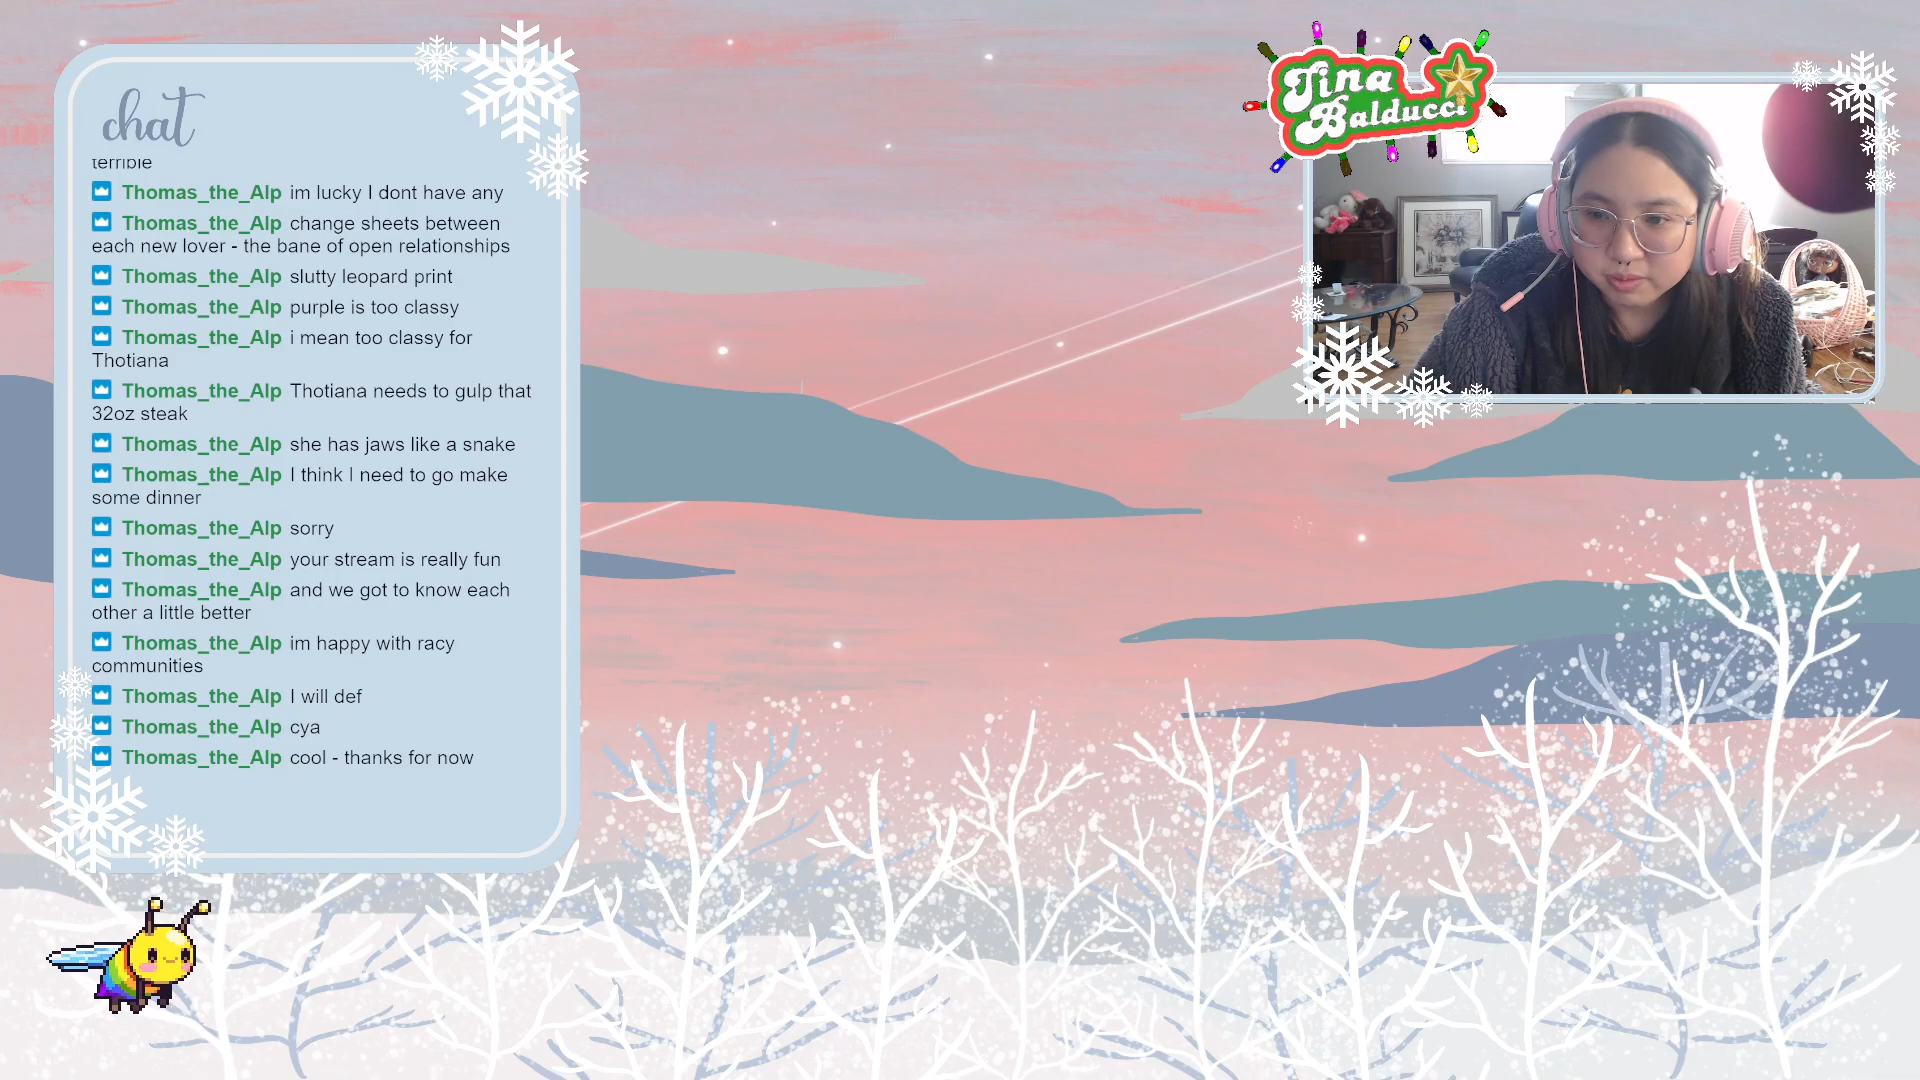 Tina
Balducci
chat
terrible
Thomas_the_Alp im lucky I dont have any
Thomas_the_Alp change sheets between
each new lover - the bane of open relationships
Thomas_the_Alp slutty leopard print
Thomas_the_Alp purple is too classy
Thomas_the_Alp i mean too classy for
Thotiana
Thomas_the_Alp Thotiana needs to gulp that
32oz steak
Thomas_the_Alp she has jaws like a snake
Thomas_the_Alp I think I need to go make
some dinner
Thomas_the_Alp sorry
Thomas_the_Alp your stream is really fun
Thomas_the_Alp and we got to know each
other a little better
Thomas_the_Alp im happy with racy
communities
Thomas_the_Alp I will def
Thomas_the_Alp cya
Thomas_the_Alp cool - thanks for now